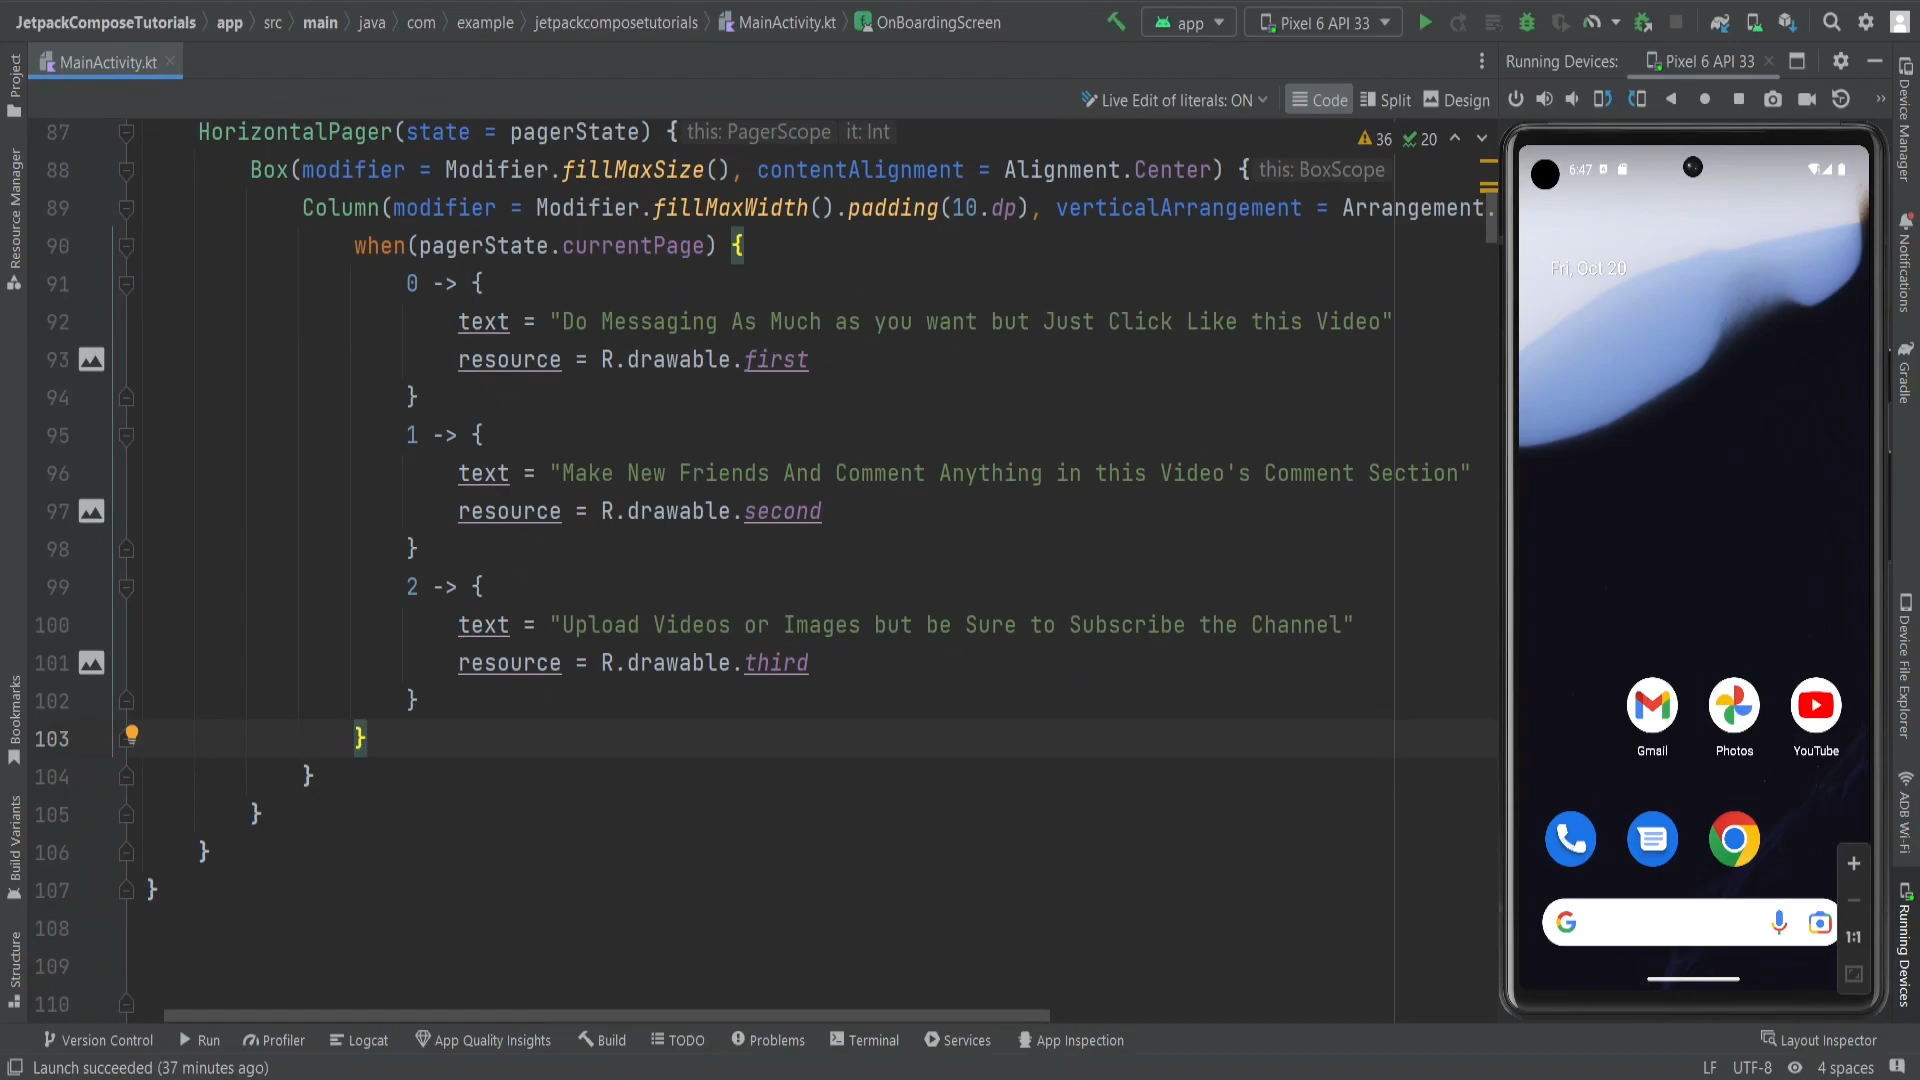 JetpackComposeTutorials app src main java com example jetpackcomposetutorials MainActivity.kt OnBoardingScreen app Pixel 6 API 33
MainActivity.kt Running Devices: Pixel 6 API 33
Live Edit of literals: ON Code Split Design
87 HorizontalPager(state = pagerState) { this: PagerScope it: Int 36 20
88 Box(modifier = Modifier.fillMaxSize(), contentAlignment = Alignment.Center) { this: BoxScope
89 Column(modifier = Modifier.fillMaxWidth().padding(10.dp), verticalArrangement = Arrangement.
90 when(pagerState.currentPage) {
91 0 -> {
92 text = "Do Messaging As Much as you want but Just Click Like this Video"
93 resource = R.drawable.first
94 }
95 1 -> {
96 text = "Make New Friends And Comment Anything in this Video's Comment Section"
97 resource = R.drawable.second
98 }
99 2 -> {
100 text = "Upload Videos or Images but be Sure to Subscribe the Channel"
101 resource = R.drawable.third
102 }
103 }
104 }
105 }
106 }
107 }
108
109
110
Project
Resource Manager
Bookmarks
Build Variants
Structure
6:47
Fri, Oct 20
Gmail Photos YouTube
1:1
Device Manager
Notifications
Gradle
Device File Explorer
ADB Wi-Fi
Running Devices
Version Control Run Profiler Logcat App Quality Insights Build TODO Problems Terminal Services App Inspection Layout Inspector
Launch succeeded (37 minutes ago) LF UTF-8 4 spaces